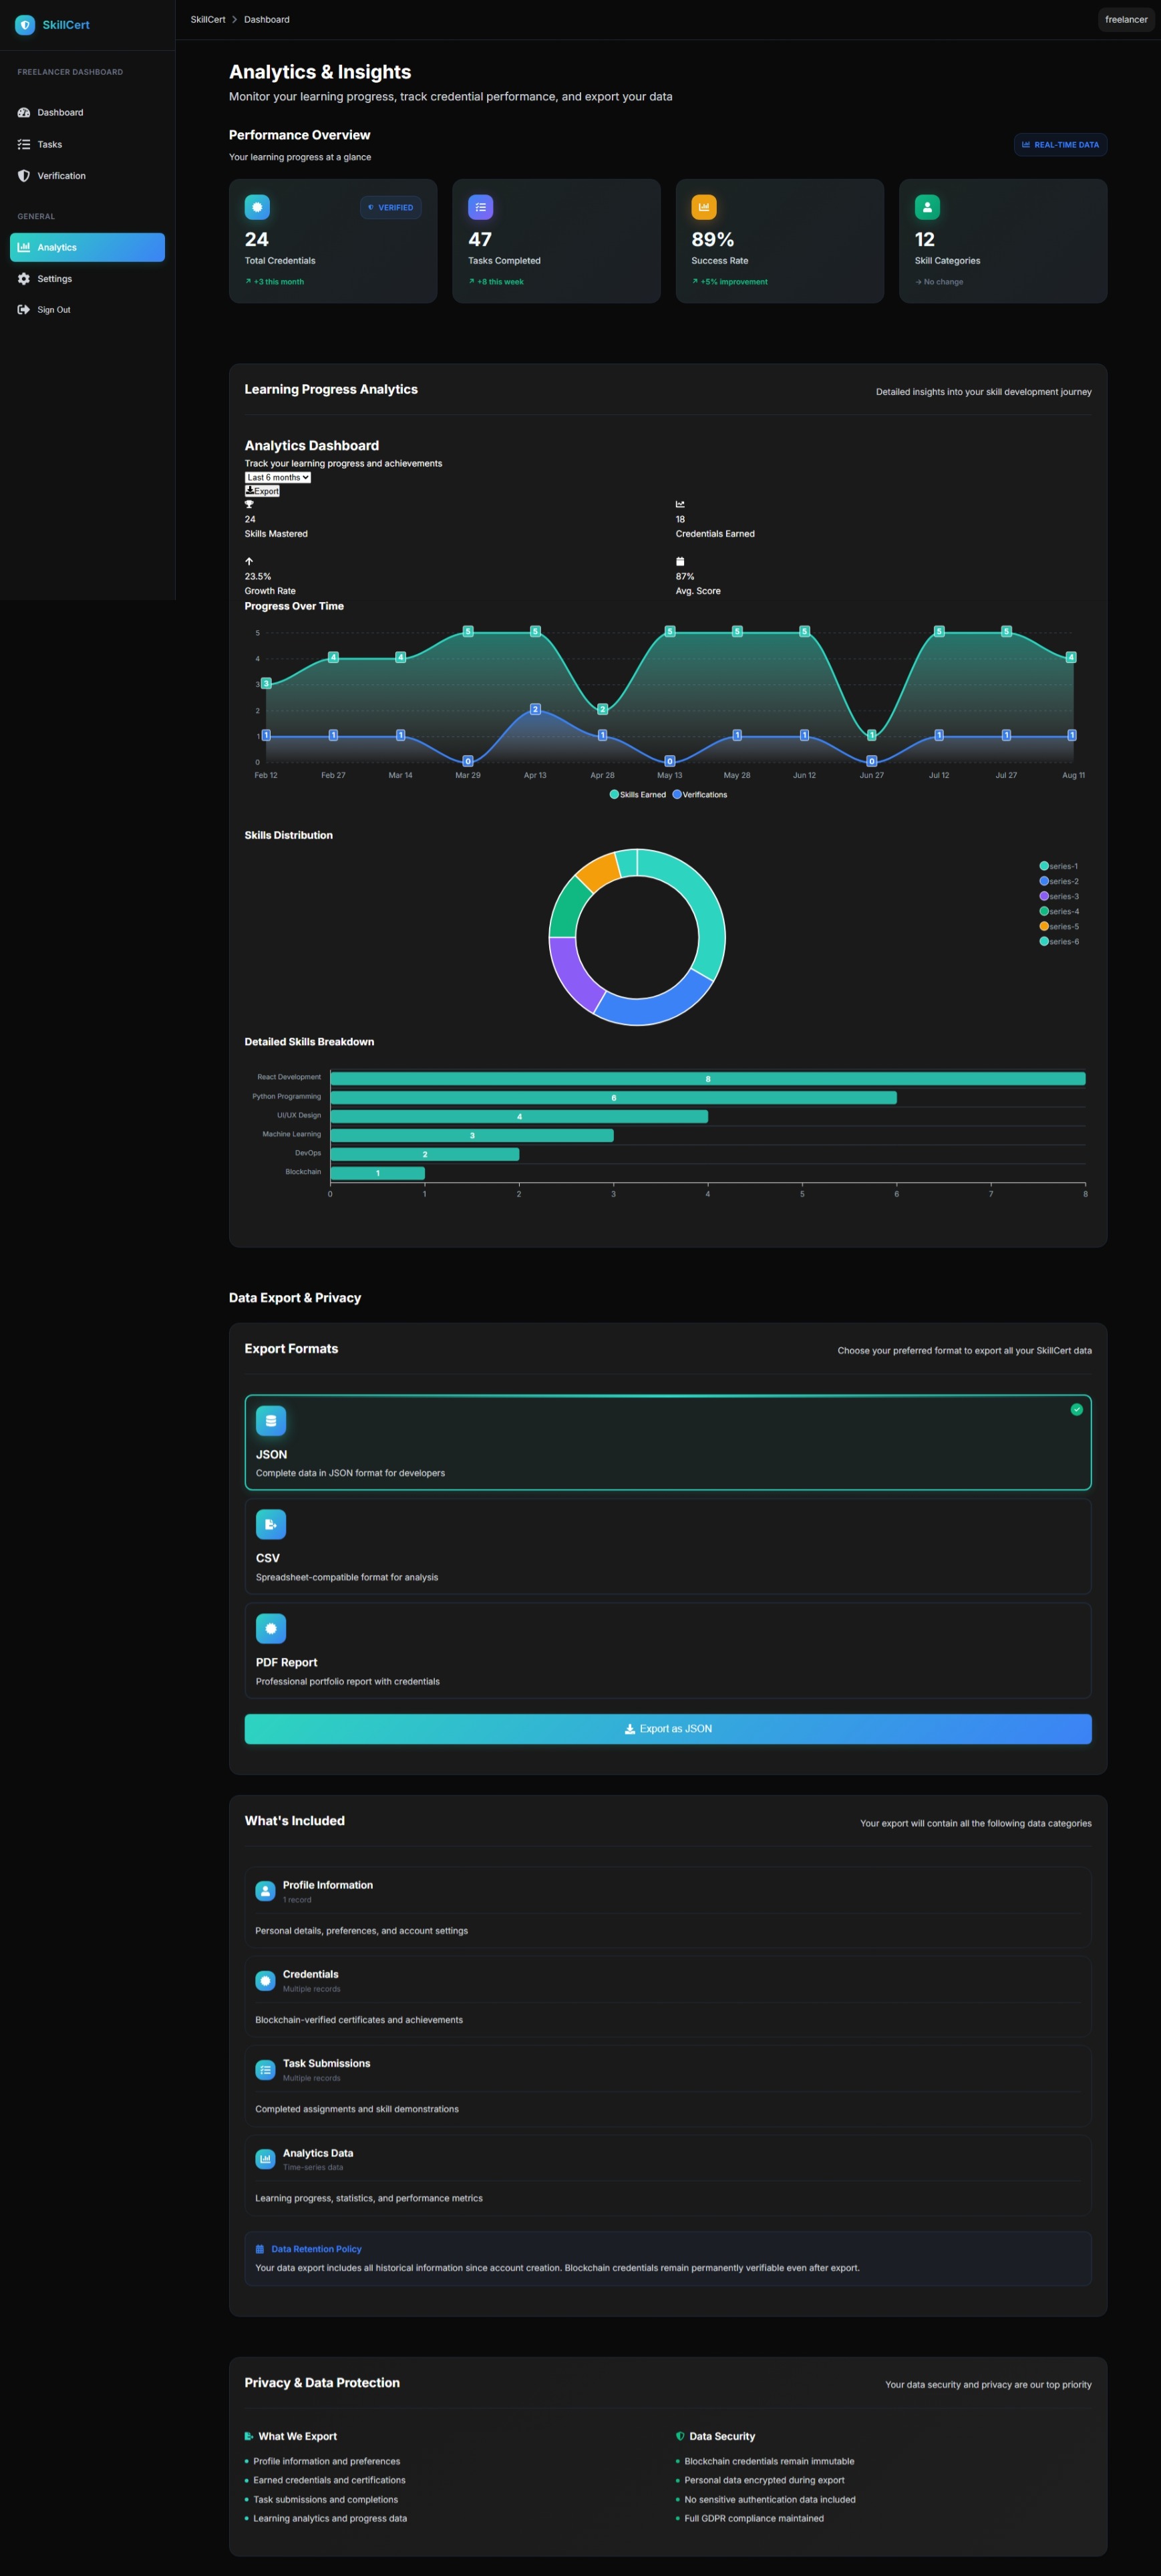 SkillCert
FREELANCER DASHBOARD
Dashboard
Tasks
Verification
GENERAL
Analytics
Settings
Sign Out
SkillCert > Dashboard
freelancer
Analytics & Insights
Monitor your learning progress, track credential performance, and export your data
Performance Overview
Your learning progress at a glance
REAL-TIME DATA
VERIFIED
24
Total Credentials
↗ +3 this month
47
Tasks Completed
↗ +8 this week
89%
Success Rate
↗ +5% improvement
12
Skill Categories
→ No change
Learning Progress Analytics
Detailed insights into your skill development journey
Analytics Dashboard
Track your learning progress and achievements
Last 6 months
Export
24
Skills Mastered
18
Credentials Earned
23.5%
Growth Rate
87%
Avg. Score
Progress Over Time
5
4
3
2
1
0
3 4 4 5 5 2 5 5 5 1 5 5 4
1 1 1 0 2 1 0 1 1 0 1 1 1
Feb 12 Feb 27 Mar 14 Mar 29 Apr 13 Apr 28 May 13 May 28 Jun 12 Jun 27 Jul 12 Jul 27 Aug 11
Skills Earned Verifications
Skills Distribution
series-1
series-2
series-3
series-4
series-5
series-6
Detailed Skills Breakdown
React Development 8
Python Programming 6
UI/UX Design 4
Machine Learning 3
DevOps 2
Blockchain 1
0 1 2 3 4 5 6 7 8
Data Export & Privacy
Export Formats
Choose your preferred format to export all your SkillCert data
JSON
Complete data in JSON format for developers
CSV
Spreadsheet-compatible format for analysis
PDF Report
Professional portfolio report with credentials
Export as JSON
What's Included
Your export will contain all the following data categories
Profile Information
1 record
Personal details, preferences, and account settings
Credentials
Multiple records
Blockchain-verified certificates and achievements
Task Submissions
Multiple records
Completed assignments and skill demonstrations
Analytics Data
Time-series data
Learning progress, statistics, and performance metrics
Data Retention Policy
Your data export includes all historical information since account creation. Blockchain credentials remain permanently verifiable even after export.
Privacy & Data Protection
Your data security and privacy are our top priority
What We Export
Profile information and preferences
Earned credentials and certifications
Task submissions and completions
Learning analytics and progress data
Data Security
Blockchain credentials remain immutable
Personal data encrypted during export
No sensitive authentication data included
Full GDPR compliance maintained